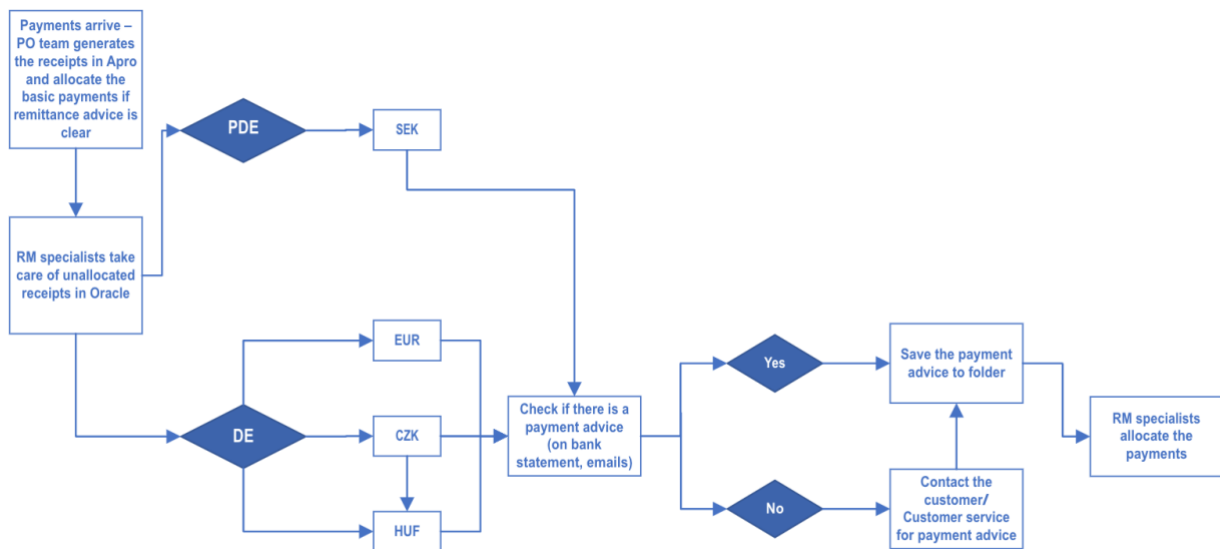 Payments arrive –
PO team generates
the receipts in Apro
and allocate the
basic payments if
remittance advice is
clear
PDE
SEK
RM specialists take
care of unallocated
receipts in Oracle
EUR
DE
CZK
HUF
Check if there is a
payment advice
(on bank
statement, emails)
Yes
Save the payment
advice to folder
No
Contact the
customer/
Customer service
for payment advice
RM specialists
allocate the
payments